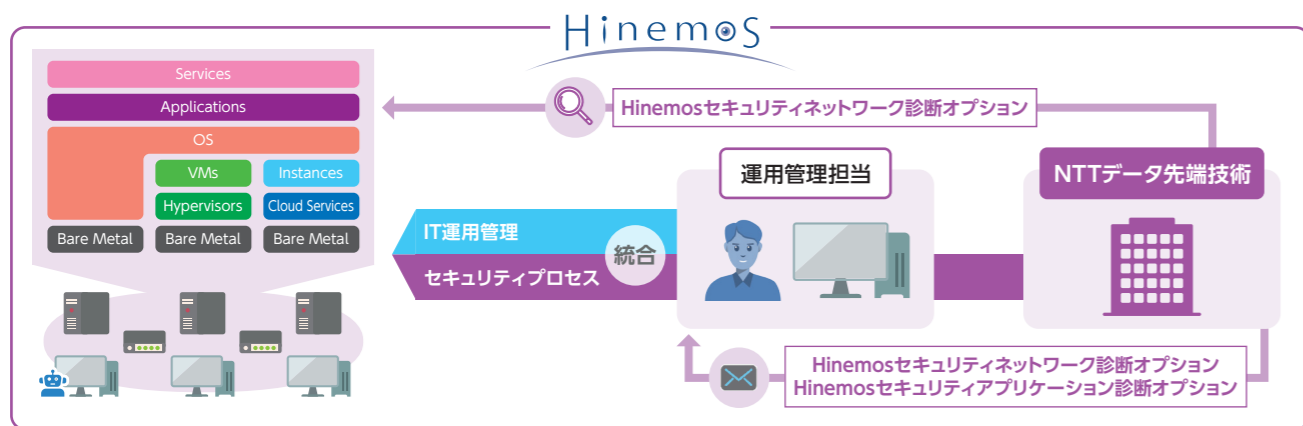 Hinemos
Services
Applications
OS
VMs
Instances
Hypervisors
Cloud Services
Bare Metal
Bare Metal
Bare Metal
Hinemosセキュリティネットワーク診断オプション
運用管理担当
NTTデータ先端技術
IT運用管理
統合
セキュリティプロセス
Hinemosセキュリティネットワーク診断オプション
Hinemosセキュリティアプリケーション診断オプション